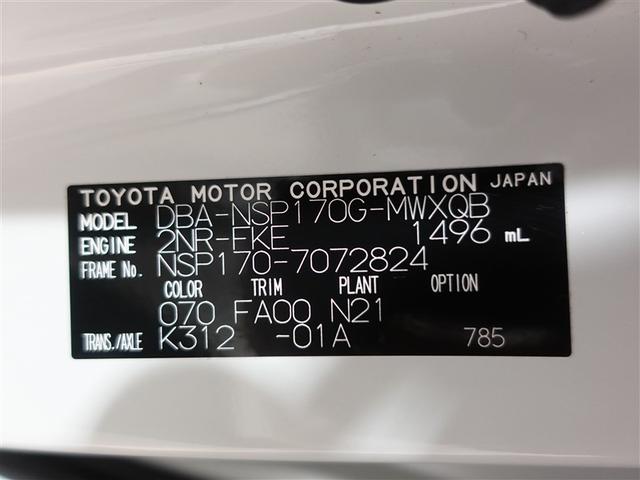 TOYOTA MOTOR CORPORATION JAPAN
MODEL DBA-NSP170G-MWXQB
ENGINE 2NR-FKE 1496 mL
FRAME No. NSP170-7072824
COLOR TRIM PLANT OPTION
070 FA00 N21
TRANS./AXLE K312 -01A 785